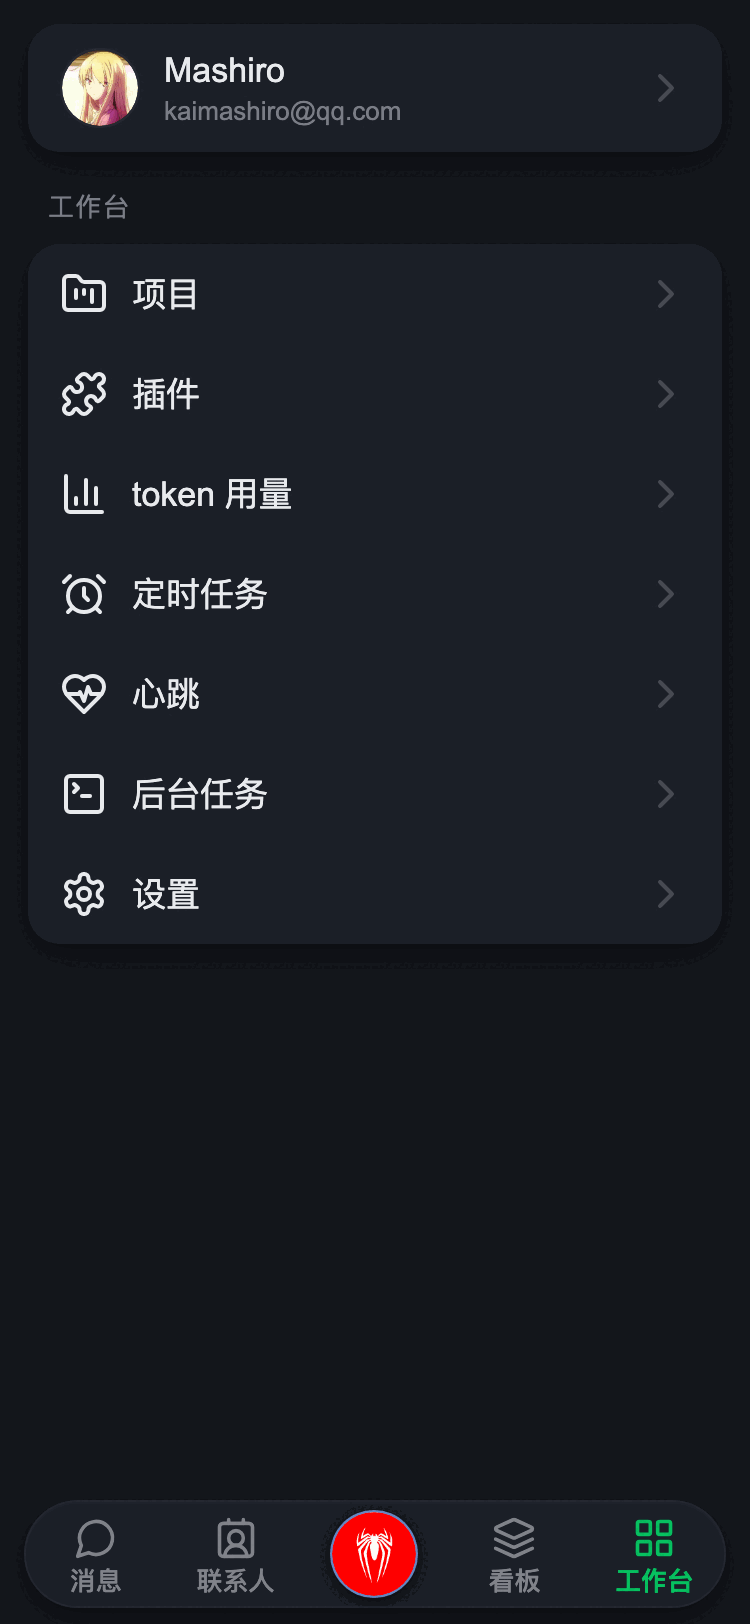 Mashiro
kaimashiro@qq.com
工作台
项目
插件
token 用量
定时任务
心跳
后台任务
设置
消息
联系人
看板
工作台